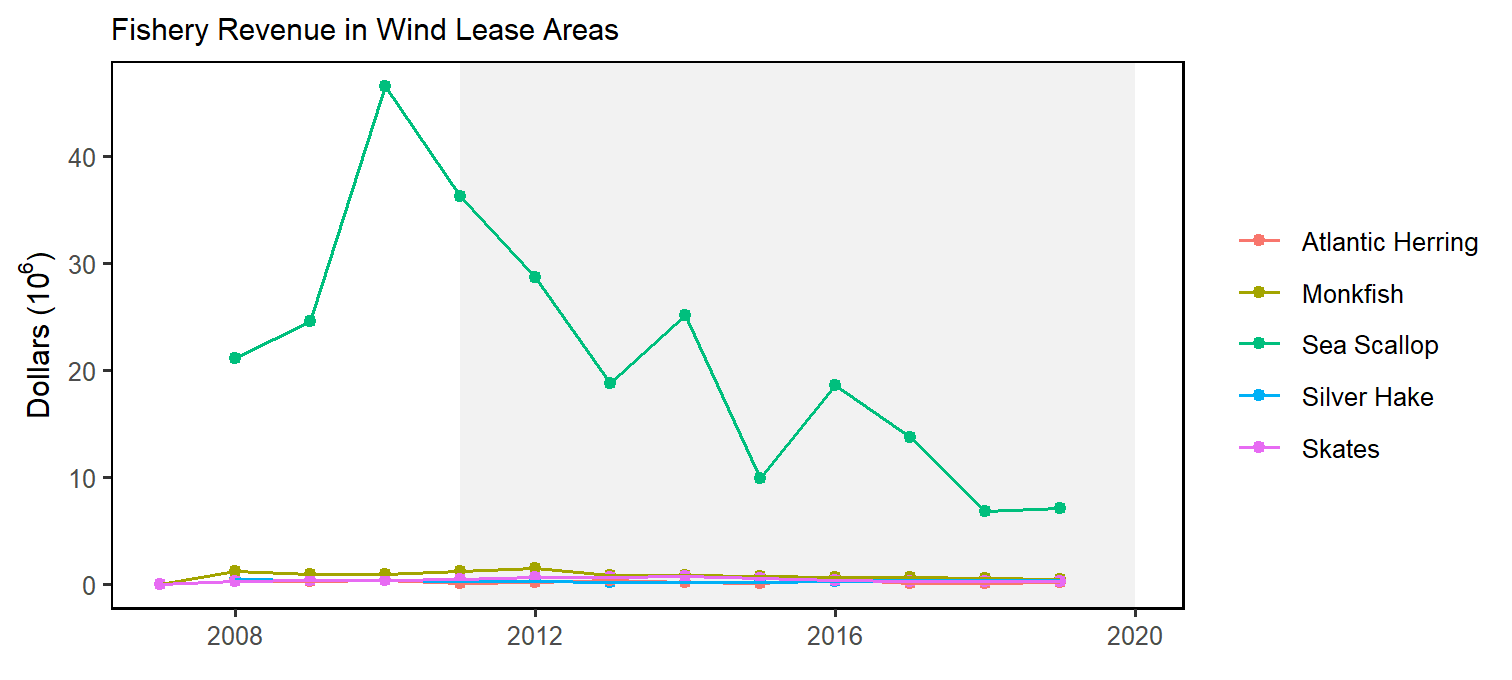 Fishery Revenue in Wind Lease Areas
Dollars (10⁶)
40
30
20
10
0
2008
2012
2016
2020
Atlantic Herring
Monkfish
Sea Scallop
Silver Hake
Skates